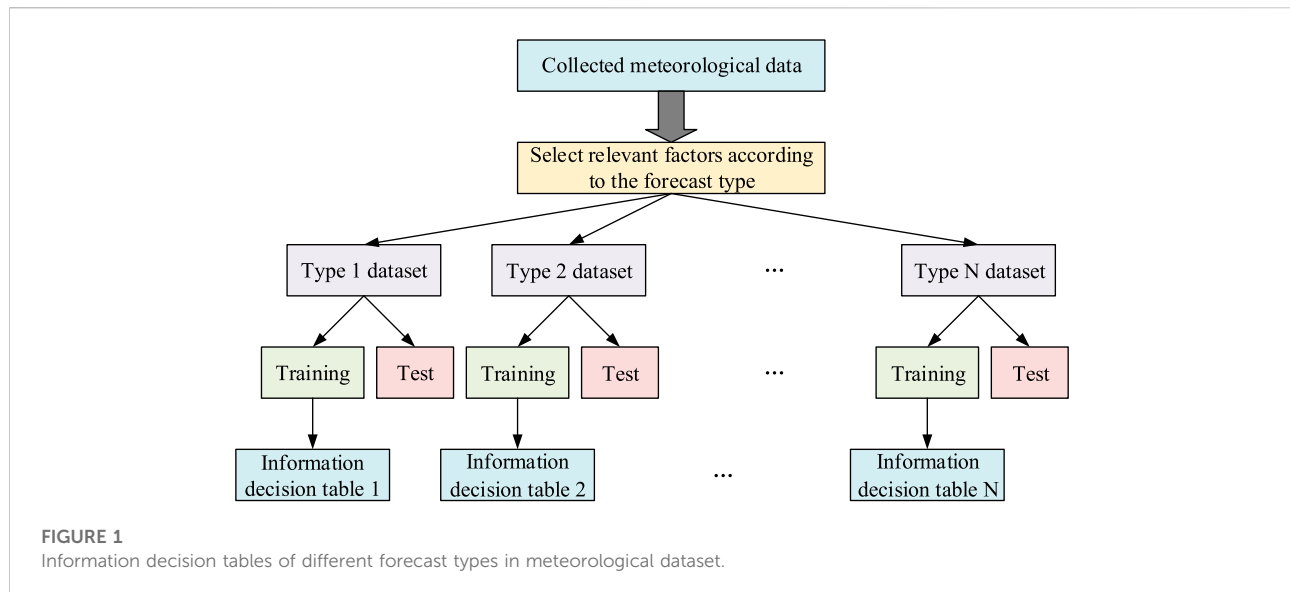 Collected meteorological data
Select relevant factors according
to the forecast type
Type 1 dataset
Type 2 dataset
...
Type N dataset
Training
Test
Training
Test
...
Training
Test
Information
decision table 1
Information
decision table 2
...
Information
decision table N
FIGURE 1
Information decision tables of different forecast types in meteorological dataset.